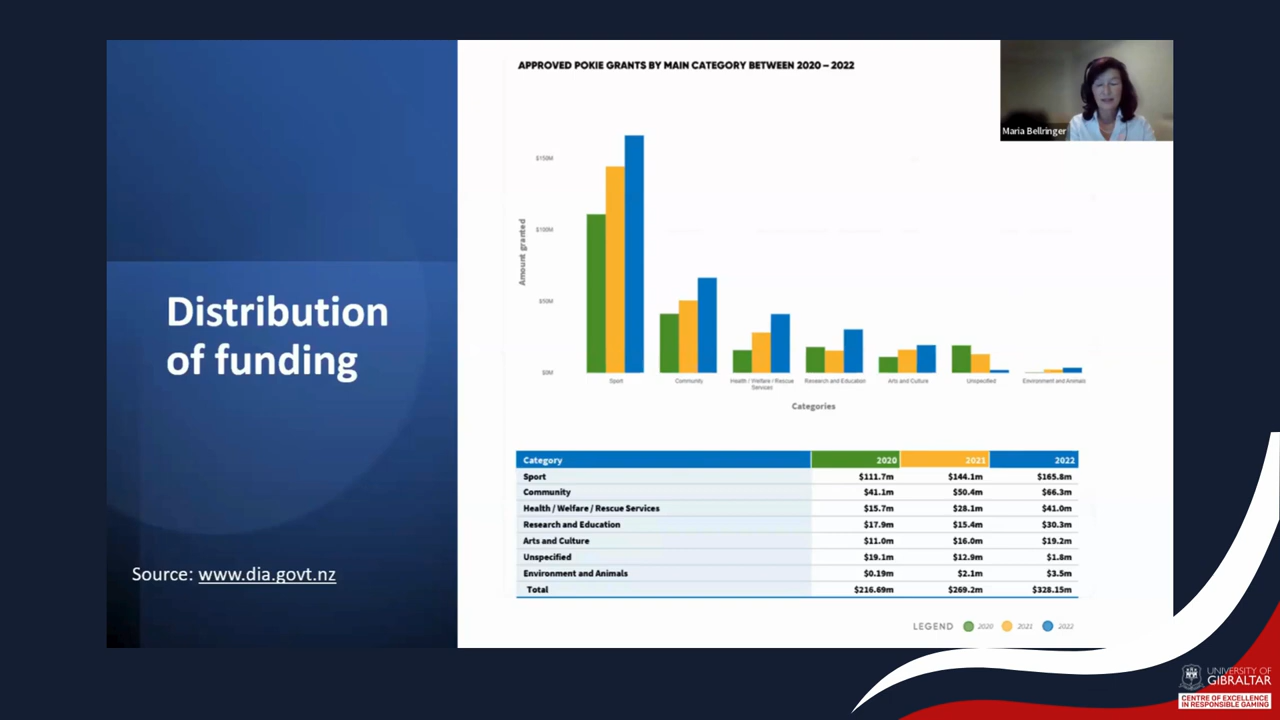 APPROVED POKIE GRANTS BY MAIN CATEGORY BETWEEN 2020 – 2022
Maria Bellringer
Distribution
of funding
Source: www.dia.govt.nz
Amount granted
$150M
$100M
$50M
$0M
Sport
Community
Health / Welfare / Rescue
Services
Research and Education
Arts and Culture
Unspecified
Environment and Animals
Categories
Category 2020 2021 2022
Sport $111.7m $144.1m $165.8m
Community $41.1m $50.4m $66.3m
Health / Welfare / Rescue Services $15.7m $28.1m $41.0m
Research and Education $17.9m $15.4m $30.3m
Arts and Culture $11.0m $16.0m $19.2m
Unspecified $19.1m $12.9m $1.8m
Environment and Animals $0.19m $2.1m $3.5m
Total $216.69m $269.2m $328.15m
LEGEND 2020 2021 2022
UNIVERSITY OF
GIBRALTAR
CENTRE OF EXCELLENCE
IN RESPONSIBLE GAMING